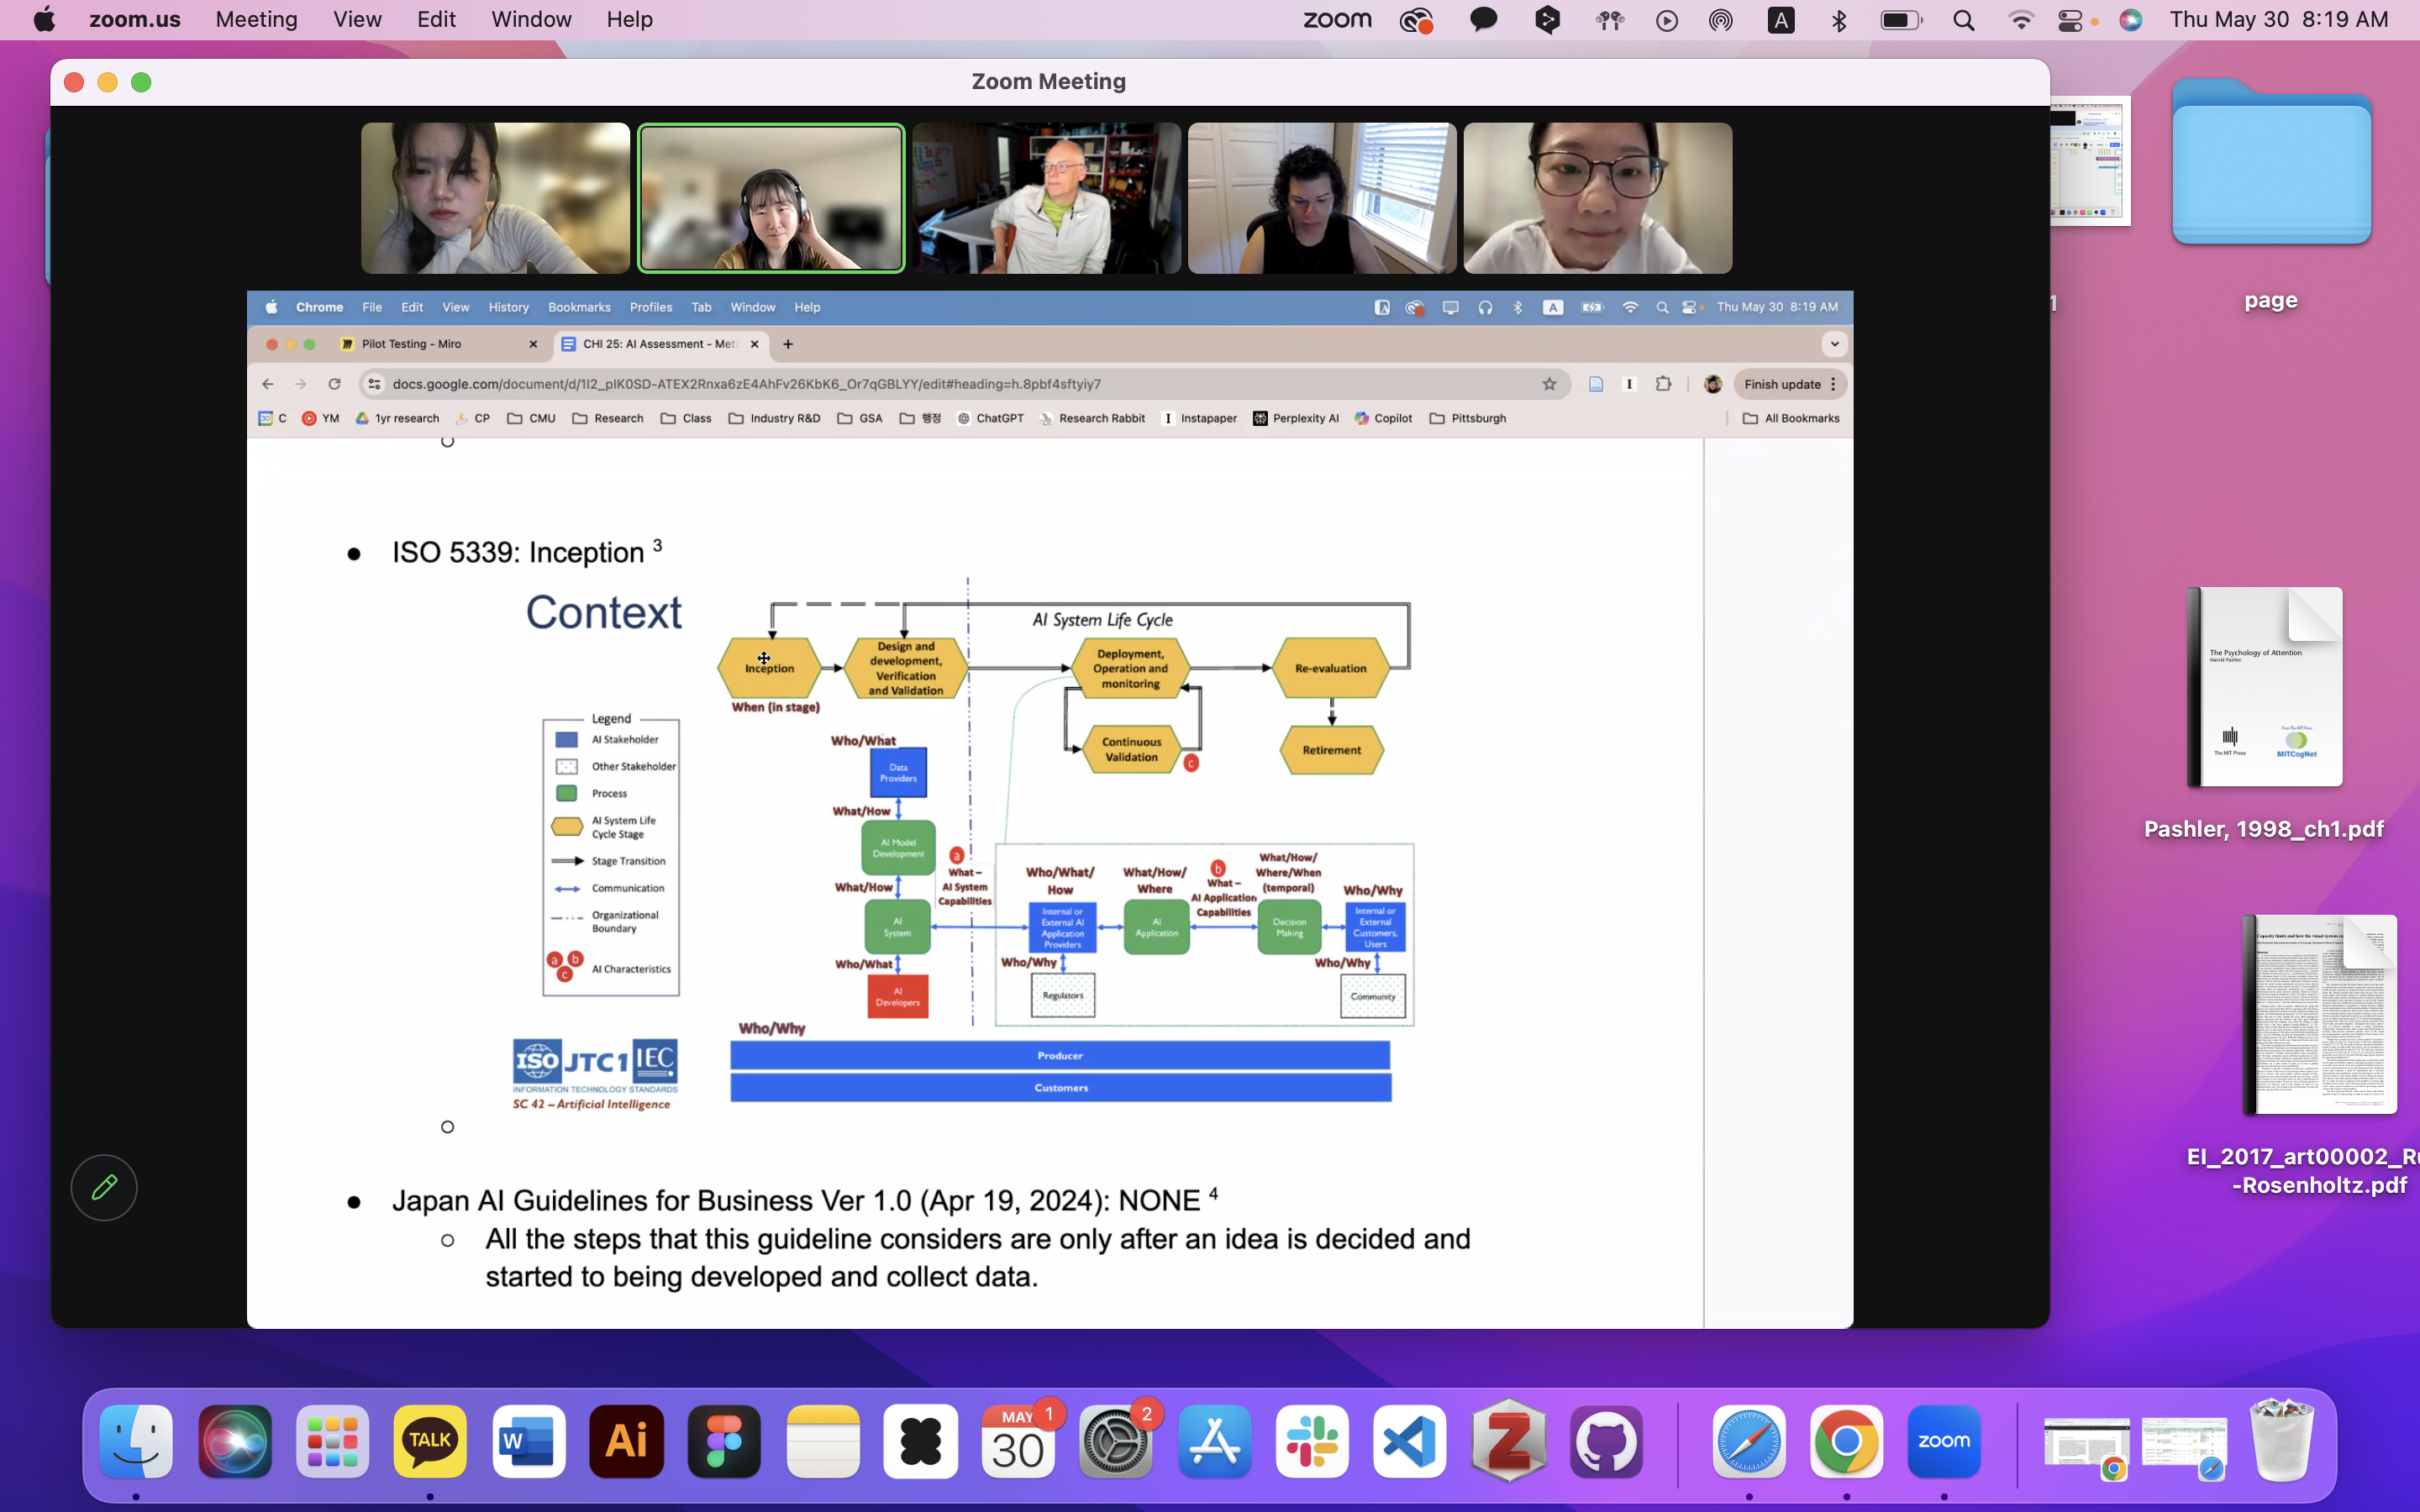 zoom.us Meeting View Edit Window Help
zoom A Thu May 30 8:19 AM
Zoom Meeting
Chrome File Edit View History Bookmarks Profiles Tab Window Help
A Thu May 30 8:19 AM
Pilot Testing - Miro
CHI 25: AI Assessment - Met
docs.google.com/document/d/1I2_pIK0SD-ATEX2Rnxa6zE4AhFv26KbK6_Or7qGBLYY/edit#heading=h.8pbf4sftyiy7
Finish update
C YM 1yr research CP CMU Research Class Industry R&D GSA 행정 ChatGPT Research Rabbit Instapaper Perplexity AI Copilot Pittsburgh All Bookmarks
ISO 5339: Inception 3
Context
AI System Life Cycle
Inception
Design and
development,
Verification
and Validation
Deployment,
Operation and
monitoring
Re-evaluation
When (in stage)
Continuous
Validation
c
Retirement
Legend
AI Stakeholder
Other Stakeholder
Process
AI System Life
Cycle Stage
Stage Transition
Communication
Organizational
Boundary
a b
c
AI Characteristics
Who/What
Data
Providers
What/How
AI Model
Development
What/How
AI
System
Who/What
AI
Developers
a
What –
AI System
Capabilities
Who/What/
How
Internal or
External AI
Application
Providers
Who/Why
Regulators
What/How/
Where
AI
Application
b
What –
AI Application
Capabilities
What/How/
Where/When
(temporal)
Decision
Making
Who/Why
Internal or
External
Customers,
Users
Who/Why
Community
Who/Why
Producer
Customers
ISO JTC1 IEC
INFORMATION TECHNOLOGY STANDARDS
SC 42 – Artificial Intelligence
Japan AI Guidelines for Business Ver 1.0 (Apr 19, 2024): NONE 4
All the steps that this guideline considers are only after an idea is decided and
started to being developed and collect data.
page
1
The Psychology of Attention
Harold Pashler
The MIT Press
MITCogNet
Pashler, 1998_ch1.pdf
EI_2017_art00002_R
-Rosenholtz.pdf
TALK
W
Ai
MAY
30
1
2
Z
zoom